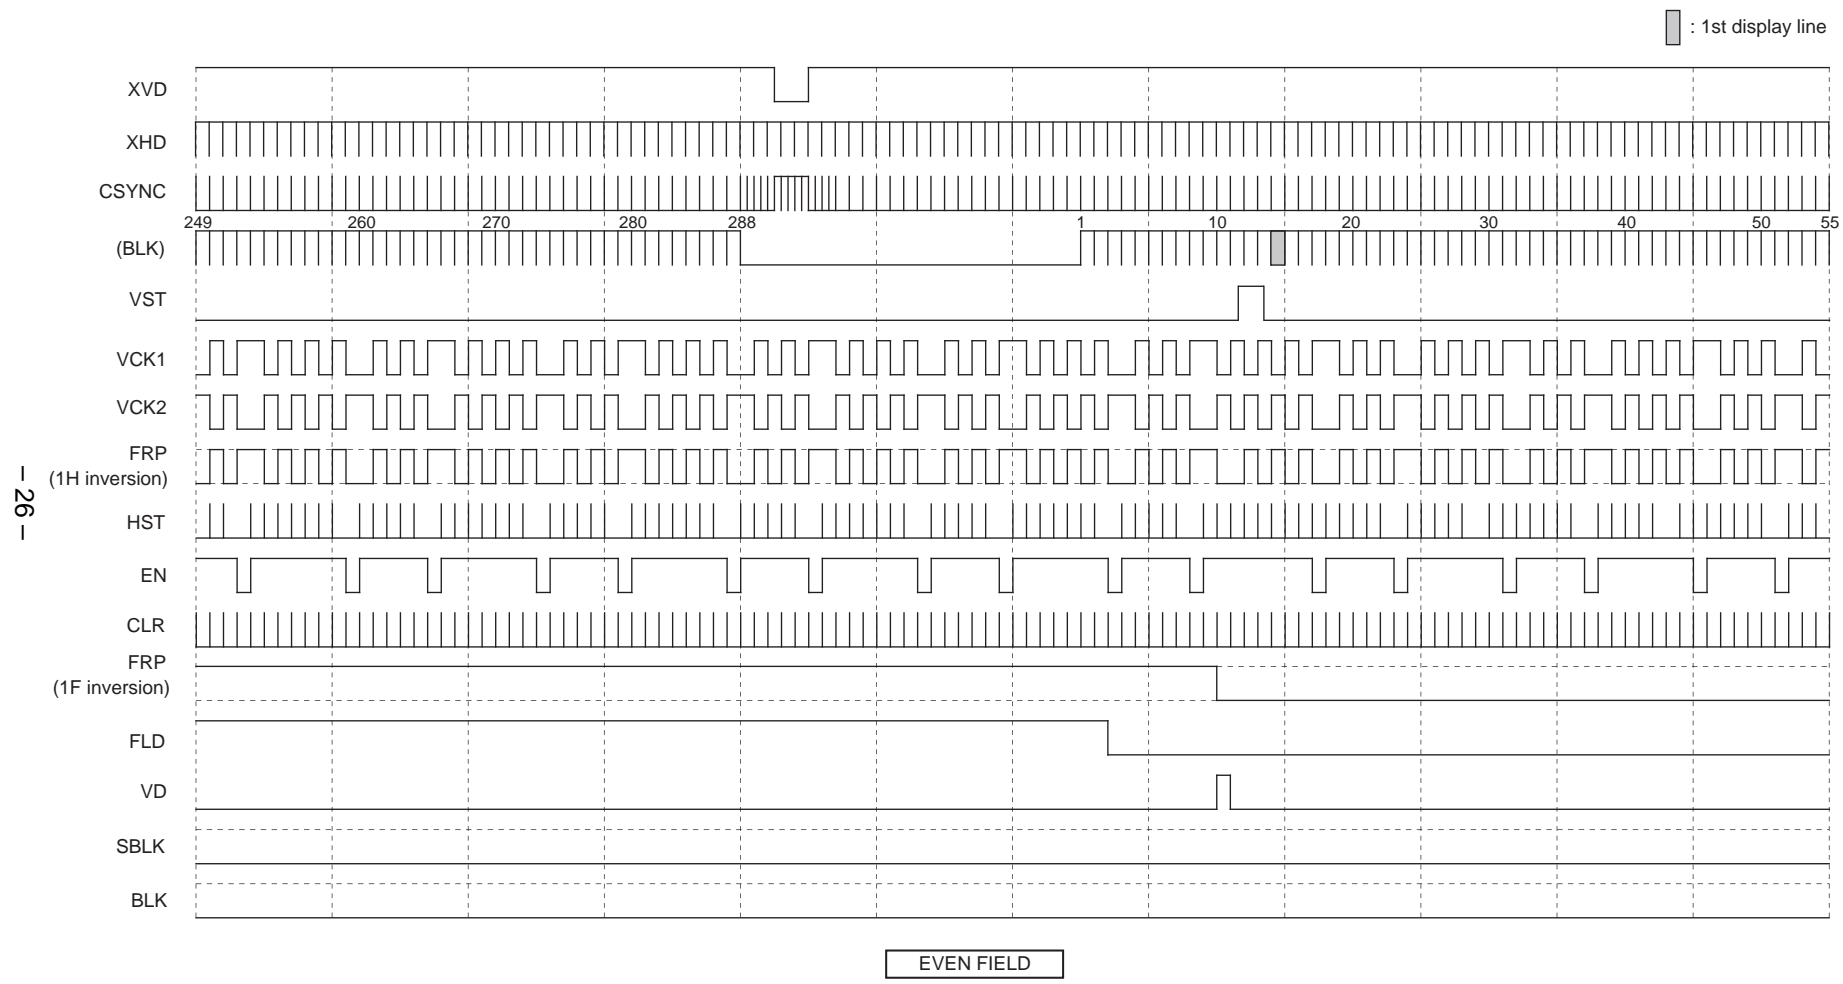 : 1st display line
XVD
XHD
CSYNC
249 260 270 280 288 1 10 20 30 40 50 55
(BLK)
VST
VCK1
VCK2
FRP
(1H inversion)
HST
EN
CLR
FRP
(1F inversion)
FLD
VD
SBLK
BLK
EVEN FIELD
– 26 –